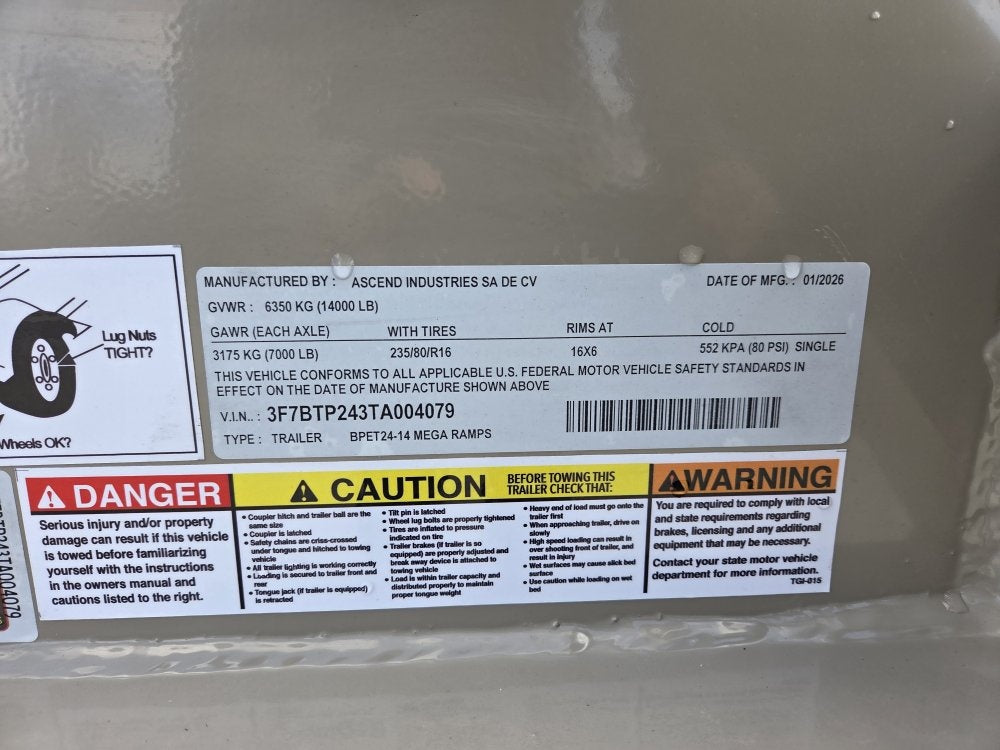 Lug Nuts
TIGHT?
Wheels OK?
MANUFACTURED BY : ASCEND INDUSTRIES SA DE CV DATE OF MFG. : 01/2026
GVWR : 6350 KG (14000 LB)
GAWR (EACH AXLE) WITH TIRES RIMS AT COLD
3175 KG (7000 LB) 235/80/R16 16X6 552 KPA (80 PSI) SINGLE
THIS VEHICLE CONFORMS TO ALL APPLICABLE U.S. FEDERAL MOTOR VEHICLE SAFETY STANDARDS IN
EFFECT ON THE DATE OF MANUFACTURE SHOWN ABOVE
V.I.N.. : 3F7BTP243TA004079
TYPE : TRAILER BPET24-14 MEGA RAMPS
DANGER
Serious injury and/or property
damage can result if this vehicle
is towed before familiarizing
yourself with the instructions
in the owners manual and
cautions listed to the right.
CAUTION
BEFORE TOWING THIS
TRAILER CHECK THAT:
• Coupler hitch and trailer ball are the
same size
• Coupler is latched
• Safety chains are criss-crossed
under tongue and hitched to towing
vehicle
• All trailer lighting is working correctly
• Loading is secured to trailer front and
rear
• Tongue jack (if trailer is equipped)
is retracted
• Tilt pin is latched
• Wheel lug bolts are properly tightened
• Tires are inflated to pressure
indicated on tire
• Trailer brakes (if trailer is so
equipped) are properly adjusted and
break away device is attached to
towing vehicle
• Load is within trailer capacity and
distributed properly to maintain
proper tongue weight
• Heavy end of load must go onto the
trailer first
• When approaching trailer, drive on
slowly
• High speed loading can result in
over shooting front of trailer, and
result in injury
• Wet surfaces may cause slick bed
surface
• Use caution while loading on wet
bed
WARNING
You are required to comply with local
and state requirements regarding
brakes, licensing and any additional
equipment that may be necessary.
Contact your state motor vehicle
department for more information.
TGI-015